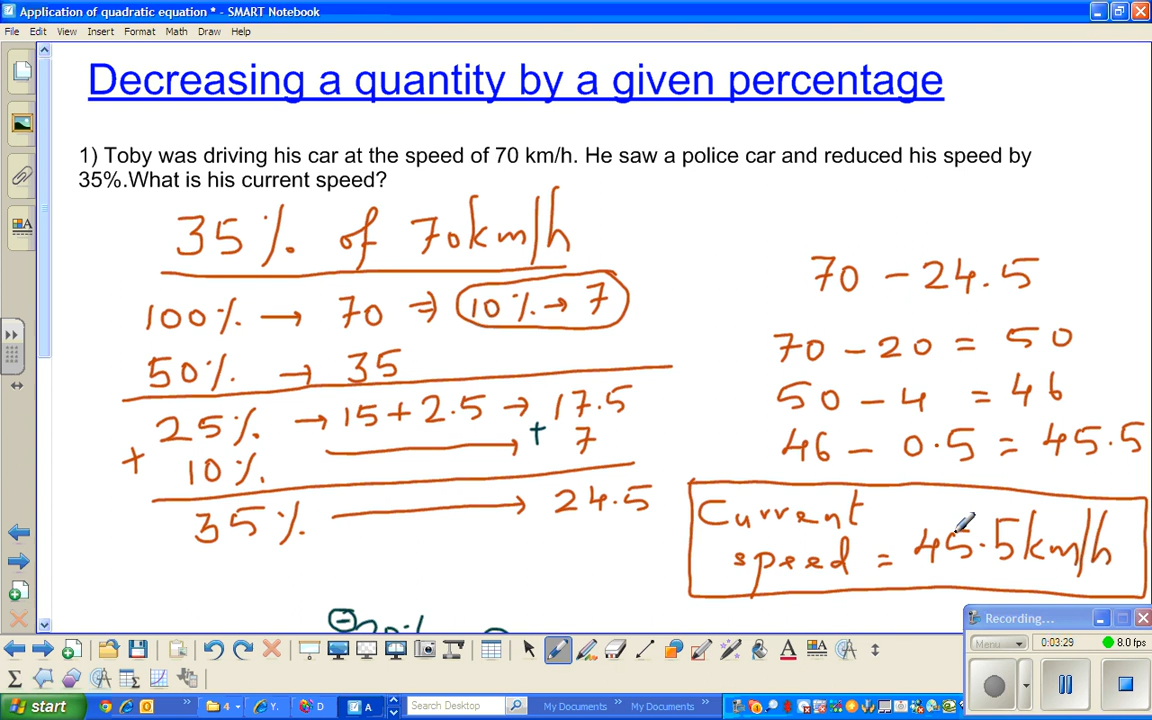 Application of quadratic equation * - SMART Notebook
File Edit View Insert Format Math Draw Help
Decreasing a quantity by a given percentage
1) Toby was driving his car at the speed of 70 km/h. He saw a police car and reduced his speed by
35%.What is his current speed?
35% of 70km/h
100% → 70 ⇒ 10% → 7
50% → 35
25% → 15 + 2.5 → 17.5
+ 10% → + 7
35% → 24.5
70 - 24.5
70 - 20 = 50
50 - 4 = 46
46 - 0.5 = 45.5
Current
speed = 45.5km/h
Recording...
Menu 0:03:29 8.0 fps
start 4 Y. D A Search Desktop My Documents My Documents